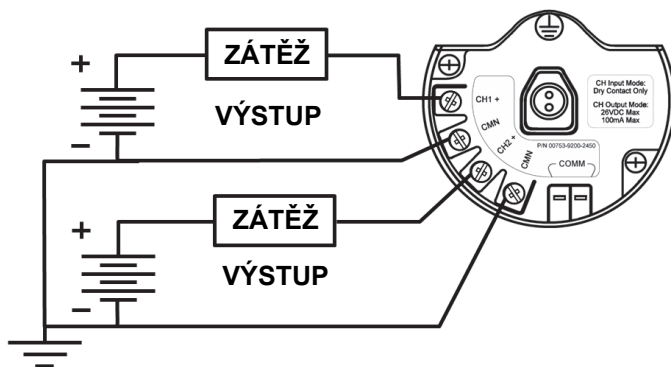 +
ZÁTĚŽ
VÝSTUP
−
+
ZÁTĚŽ
VÝSTUP
−
CH1 +
CMN
CH2 +
CMN
CH Input Mode:
Dry Contact Only
CH Output Mode:
26VDC Max
100mA Max
P/N 00753-9200-2450
COMM